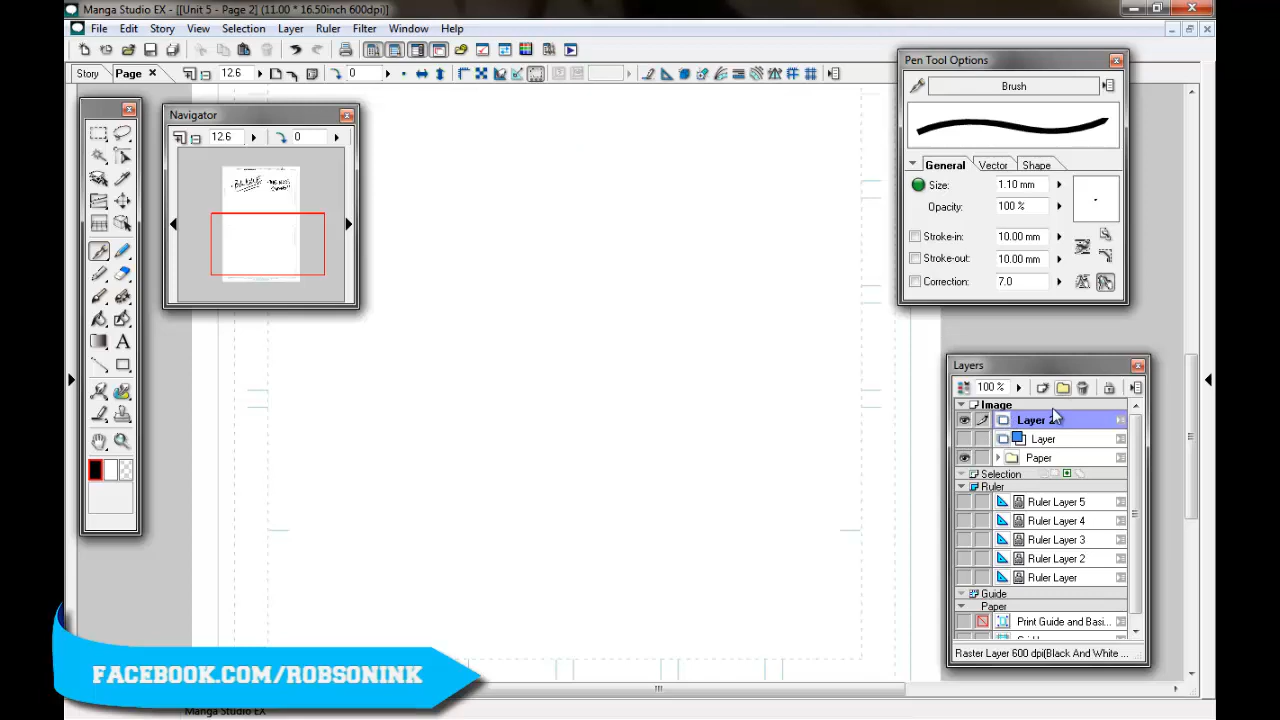 Manga Studio EX - [[Unit 5 - Page 2] (11.00 * 16.50inch 600dpi)]
File Edit Story View Selection Layer Ruler Filter Window Help
Story Page 12.6 0
Navigator
12.6 0
Pen Tool Options
Brush
General Vector Shape
Size: 1.10 mm
Opacity: 100 %
Stroke-in: 10.00 mm
Stroke-out: 10.00 mm
Correction: 7.0
Layers
100 %
Image
Layer 2
Layer
Paper
Selection
Ruler
Ruler Layer 5
Ruler Layer 4
Ruler Layer 3
Ruler Layer 2
Ruler Layer
Guide
Paper
Print Guide and Basi...
Raster Layer 600 dpi(Black And White ...
FACEBOOK.COM/ROBSONINK
Manga Studio EX